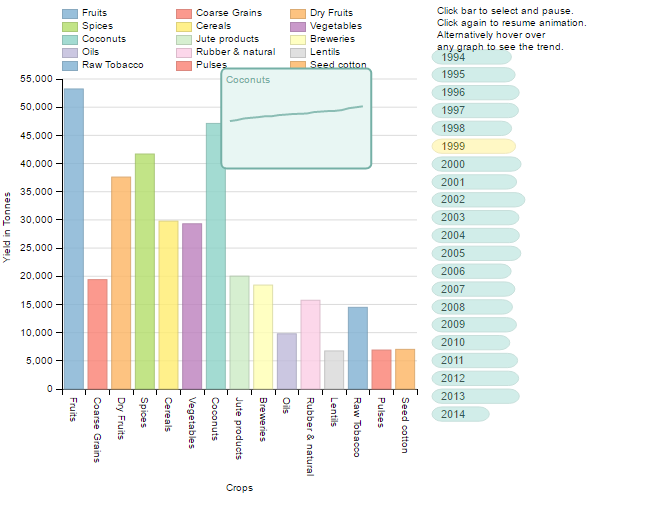 Fruits
Coarse Grains
Dry Fruits
Spices
Cereals
Vegetables
Coconuts
Jute products
Breweries
Oils
Rubber & natural
Lentils
Raw Tobacco
Pulses
Seed cotton
Click bar to select and pause.
Click again to resume animation.
Alternatively hover over
any graph to see the trend.
Coconuts
Yield in Tonnes
55,000
50,000
45,000
40,000
35,000
30,000
25,000
20,000
15,000
10,000
5,000
0
Fruits
Coarse Grains
Dry Fruits
Spices
Cereals
Vegetables
Coconuts
Jute products
Breweries
Oils
Rubber & natural
Lentils
Raw Tobacco
Pulses
Seed cotton
Crops
1994
1995
1996
1997
1998
1999
2000
2001
2002
2003
2004
2005
2006
2007
2008
2009
2010
2011
2012
2013
2014